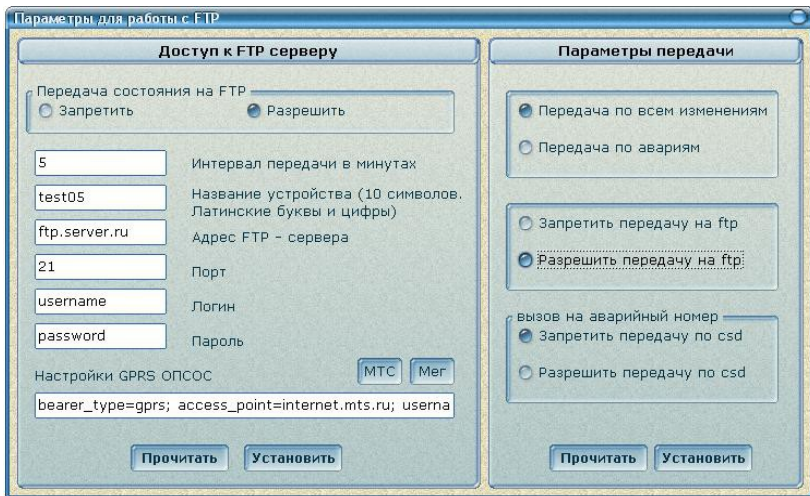 Параметры для работы с FTP
Доступ к FTP серверу
Передача состояния на FTP
Запретить
Разрешить
5
Интервал передачи в минутах
test05
Название устройства (10 символов.
Латинские буквы и цифры)
ftp.server.ru
Адрес FTP - сервера
21
Порт
username
Логин
password
Пароль
Настройки GPRS ОПСОС
МТС
Мег
bearer_type=gprs; access_point=internet.mts.ru; userna
Прочитать
Установить
Параметры передачи
Передача по всем изменениям
Передача по авариям
Запретить передачу на ftp
Разрешить передачу на ftp
вызов на аварийный номер
Запретить передачу по csd
Разрешить передачу по csd
Прочитать
Установить